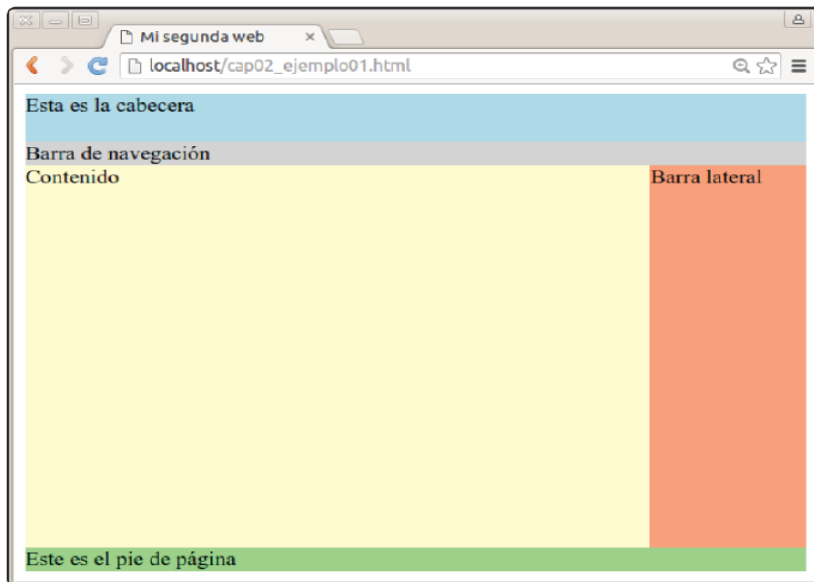 Mi segunda web
localhost/cap02_ejemplo01.html
Esta es la cabecera
Barra de navegación
Contenido
Barra lateral
Este es el pie de página